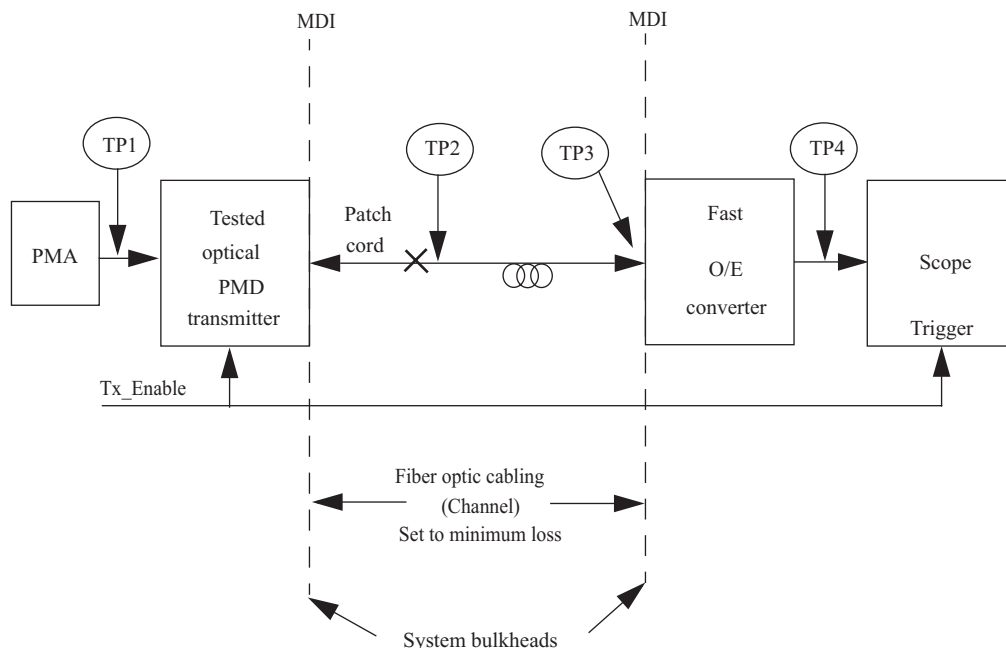 MDI
MDI
TP1
TP2
TP3
TP4
PMA
Tested
optical
PMD
transmitter
Patch
cord
Fast
O/E
converter
Scope
Trigger
Tx_Enable
Fiber optic cabling
(Channel)
Set to minimum loss
System bulkheads